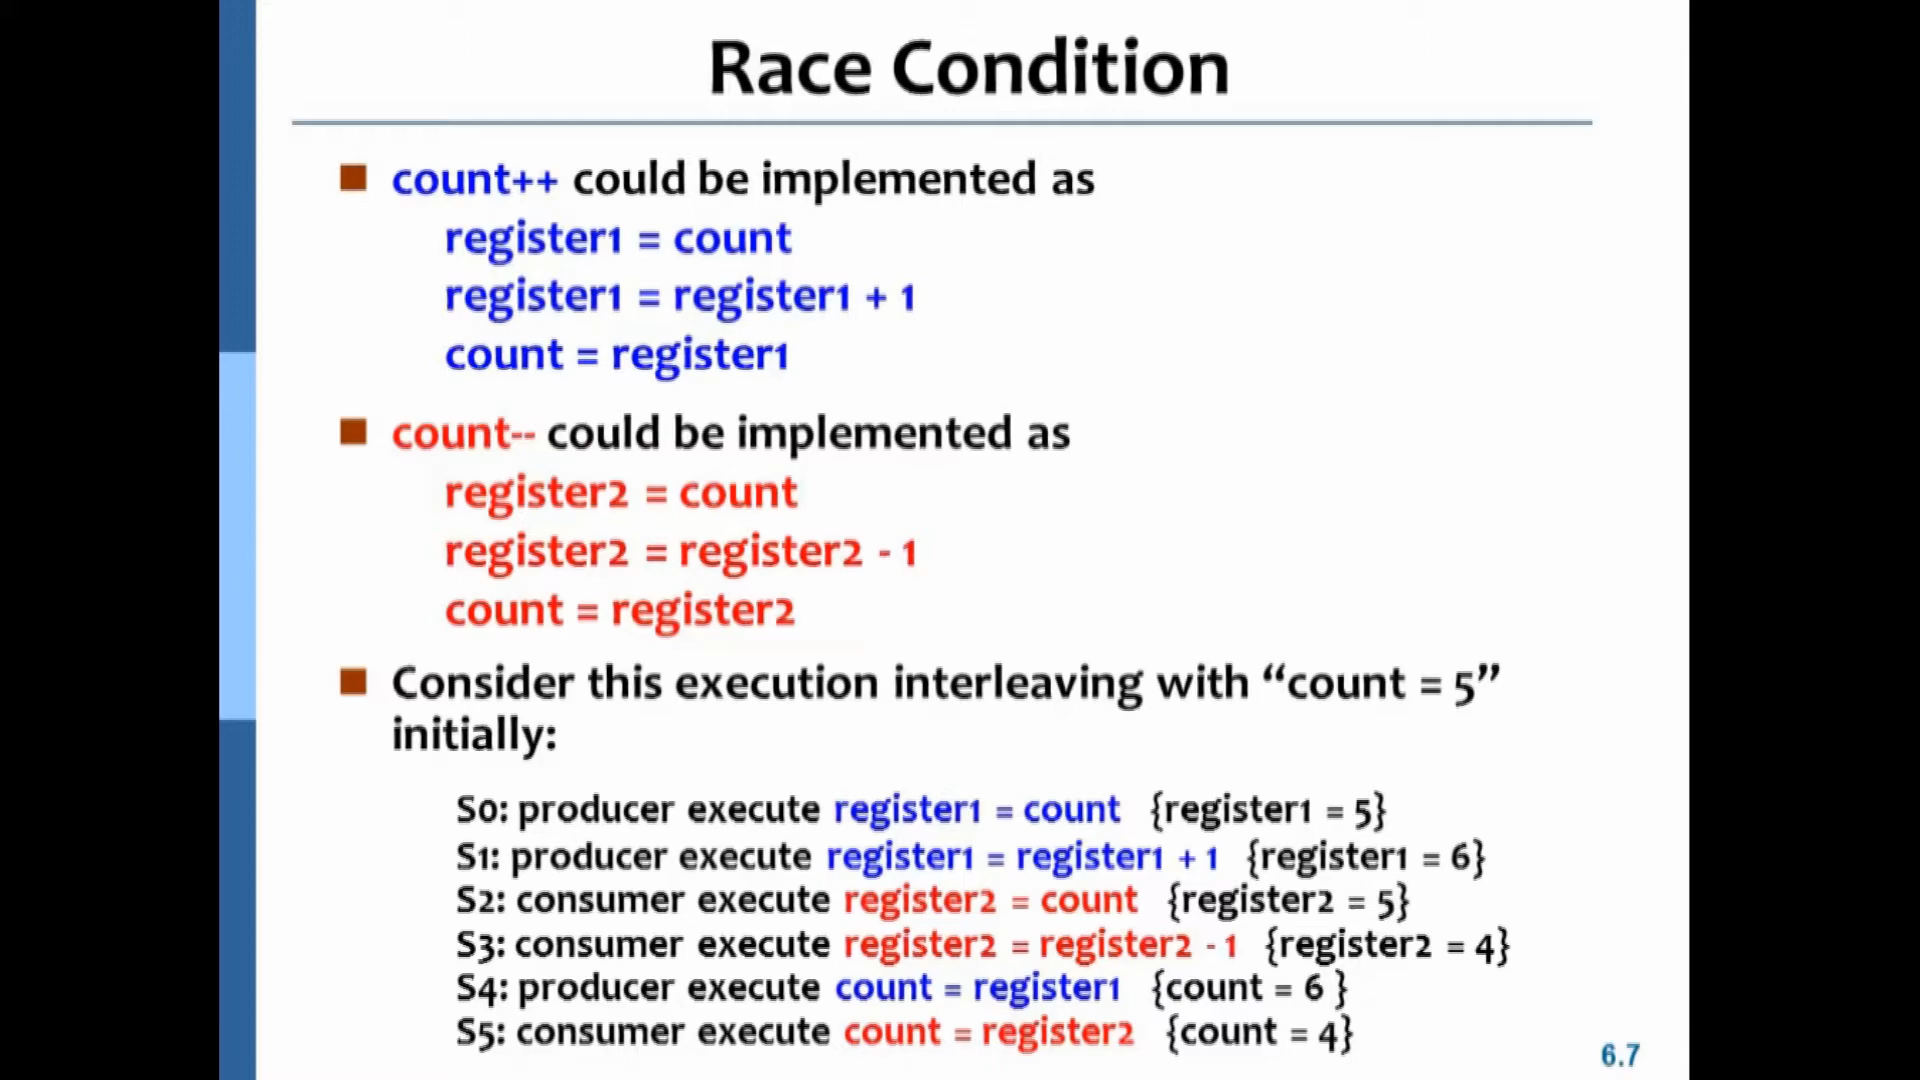 Race Condition
count++ could be implemented as
register1 = count
register1 = register1 + 1
count = register1
count-- could be implemented as
register2 = count
register2 = register2 - 1
count = register2
Consider this execution interleaving with “count = 5”
initially:
S0: producer execute register1 = count {register1 = 5}
S1: producer execute register1 = register1 + 1 {register1 = 6}
S2: consumer execute register2 = count {register2 = 5}
S3: consumer execute register2 = register2 - 1 {register2 = 4}
S4: producer execute count = register1 {count = 6 }
S5: consumer execute count = register2 {count = 4}
6.7